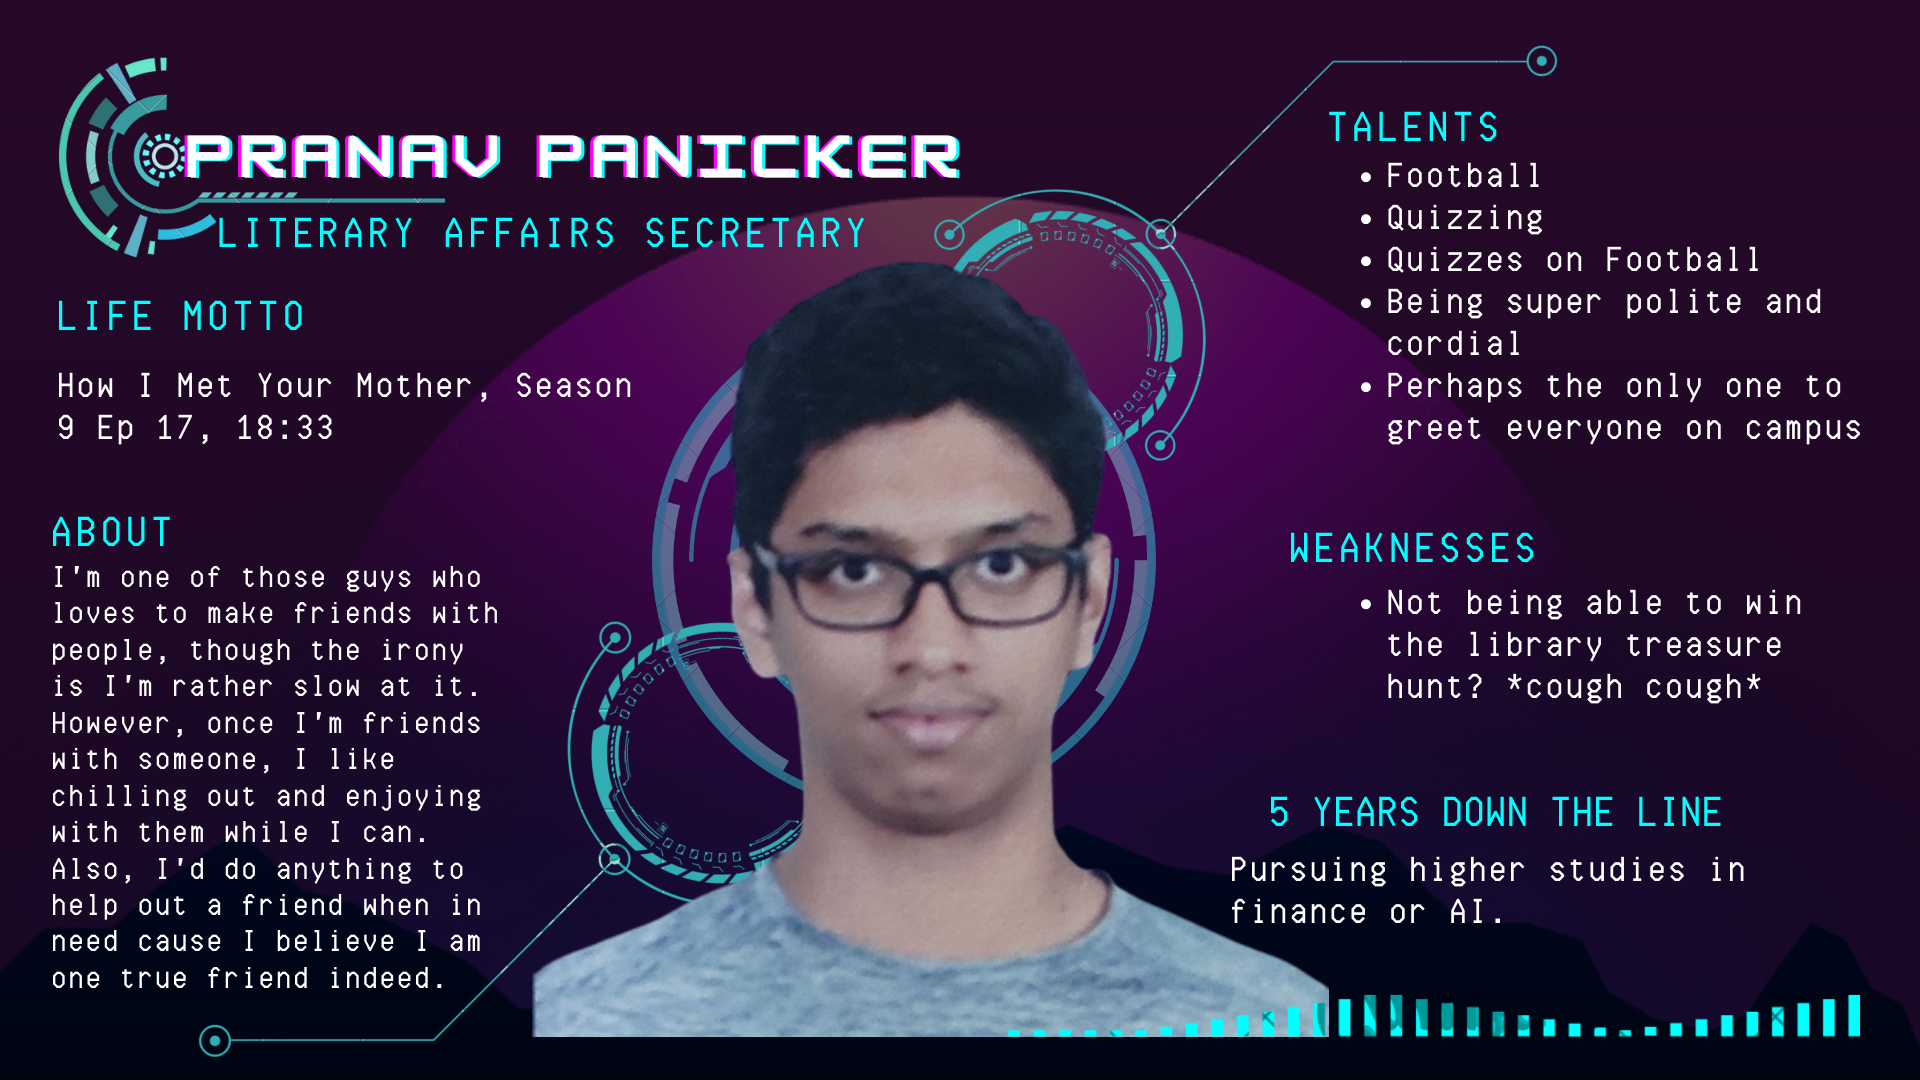 PRANAV PANICKER
LITERARY AFFAIRS SECRETARY
LIFE MOTTO
How I Met Your Mother, Season
9 Ep 17, 18:33
ABOUT
I'm one of those guys who
loves to make friends with
people, though the irony
is I'm rather slow at it.
However, once I'm friends
with someone, I like
chilling out and enjoying
with them while I can.
Also, I'd do anything to
help out a friend when in
need cause I believe I am
one true friend indeed.
TALENTS
• Football
• Quizzing
• Quizzes on Football
• Being super polite and
cordial
• Perhaps the only one to
greet everyone on campus
WEAKNESSES
• Not being able to win
the library treasure
hunt? *cough cough*
5 YEARS DOWN THE LINE
Pursuing higher studies in
finance or AI.